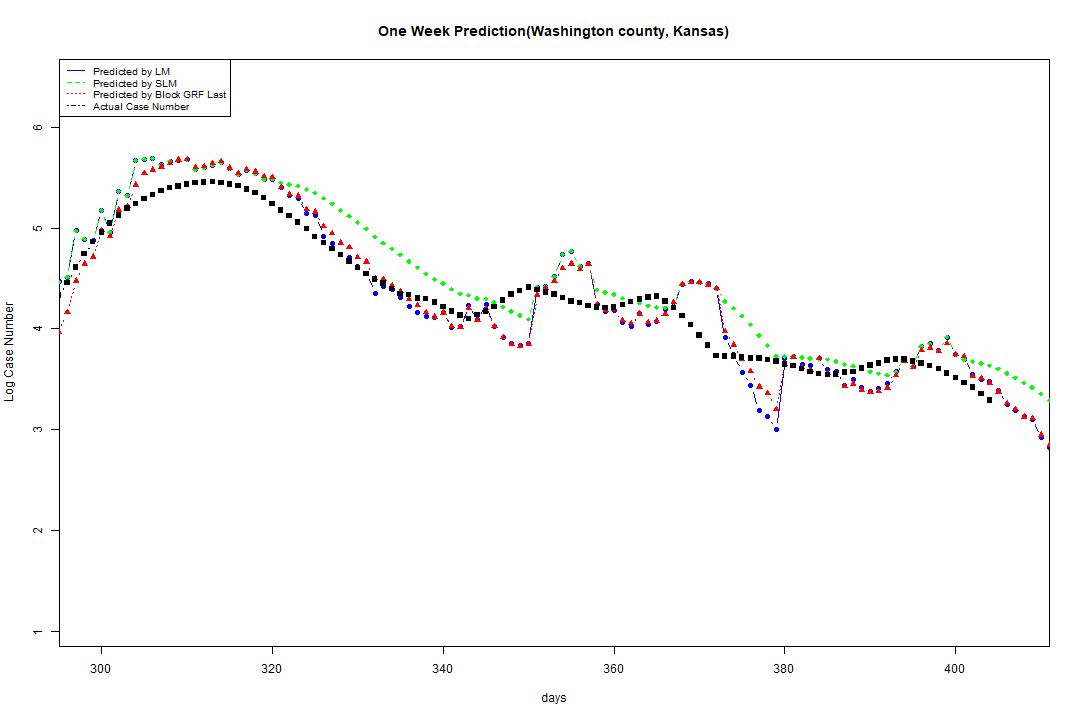 One Week Prediction(Washington county, Kansas)
Predicted by LM
Predicted by SLM
Predicted by Block GRF Last
Actual Case Number
6
5
4
3
2
1
Log Case Number
300 320 340 360 380 400
days